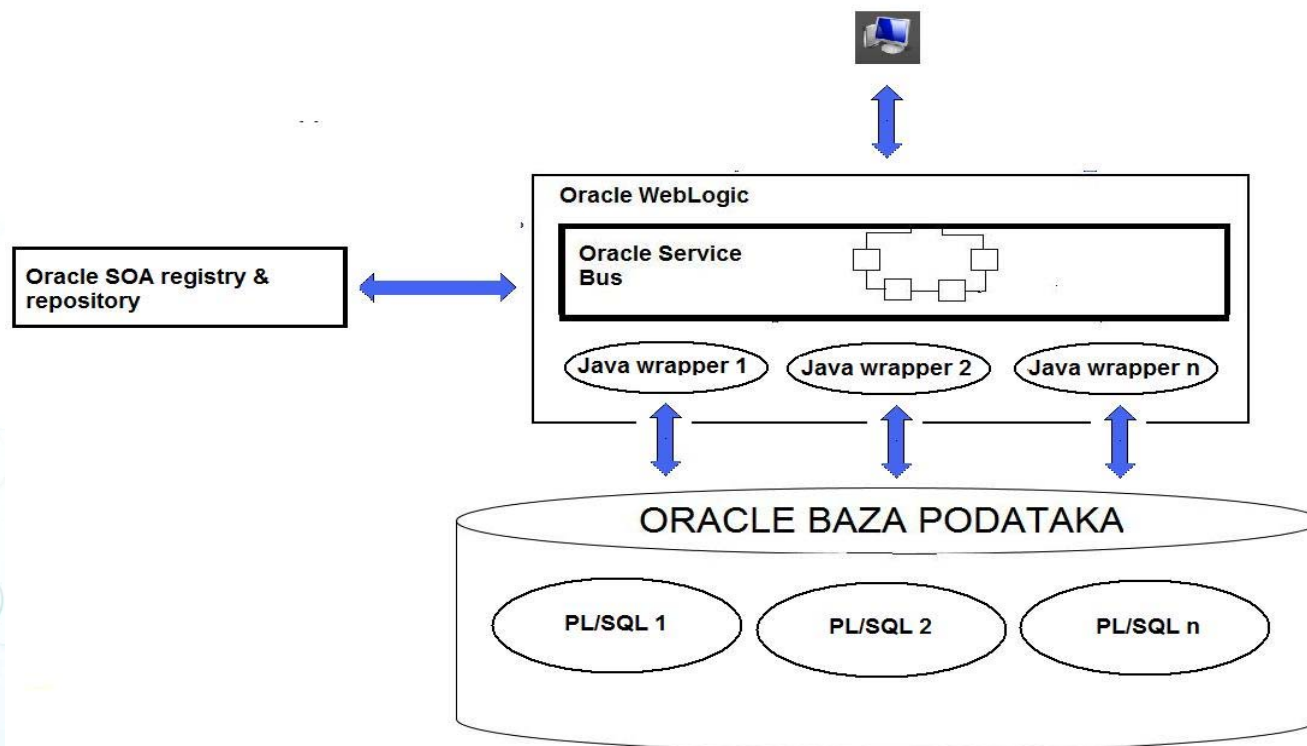 Oracle WebLogic
Oracle Service
Bus
Oracle SOA registry &
repository
Java wrapper 1
Java wrapper 2
Java wrapper n
ORACLE BAZA PODATAKA
PL/SQL 1
PL/SQL 2
PL/SQL n